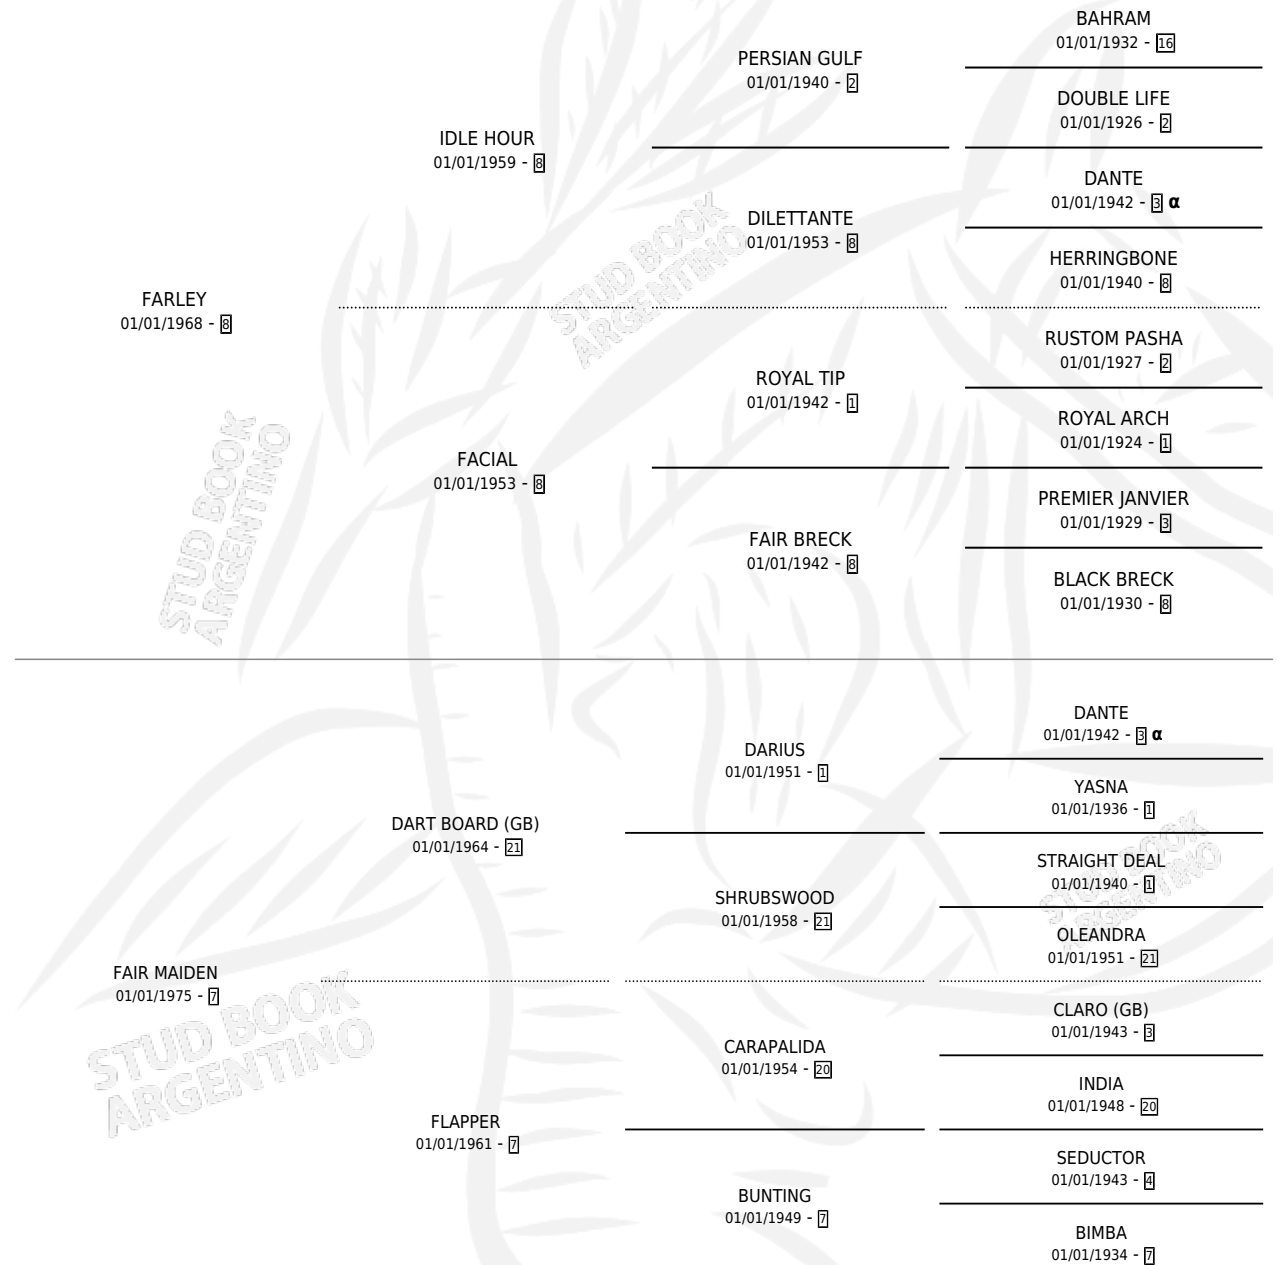 BAHRAM
01/01/1932 - 16
PERSIAN GULF
01/01/1940 - 2
DOUBLE LIFE
01/01/1926 - 2
IDLE HOUR
01/01/1959 - 8
DANTE
01/01/1942 - 3 α
DILETTANTE
01/01/1953 - 8
HERRINGBONE
01/01/1940 - 8
FARLEY
01/01/1968 - 8
RUSTOM PASHA
01/01/1927 - 2
ROYAL TIP
01/01/1942 - 1
ROYAL ARCH
01/01/1924 - 1
FACIAL
01/01/1953 - 8
PREMIER JANVIER
01/01/1929 - 3
FAIR BRECK
01/01/1942 - 8
BLACK BRECK
01/01/1930 - 8
STUD BOOK
ARGENTINO
STUD BOOK
ARGENTINO
DANTE
01/01/1942 - 3 α
DARIUS
01/01/1951 - 1
YASNA
01/01/1936 - 1
DART BOARD (GB)
01/01/1964 - 21
STRAIGHT DEAL
01/01/1940 - 1
SHRUBSWOOD
01/01/1958 - 21
OLEANDRA
01/01/1951 - 21
FAIR MAIDEN
01/01/1975 - 7
CLARO (GB)
01/01/1943 - 3
CARAPALIDA
01/01/1954 - 20
INDIA
01/01/1948 - 20
FLAPPER
01/01/1961 - 7
SEDUCTOR
01/01/1943 - 4
BUNTING
01/01/1949 - 7
BIMBA
01/01/1934 - 7
STUD BOOK
ARGENTINO
STUD BOOK
ARGENTINO